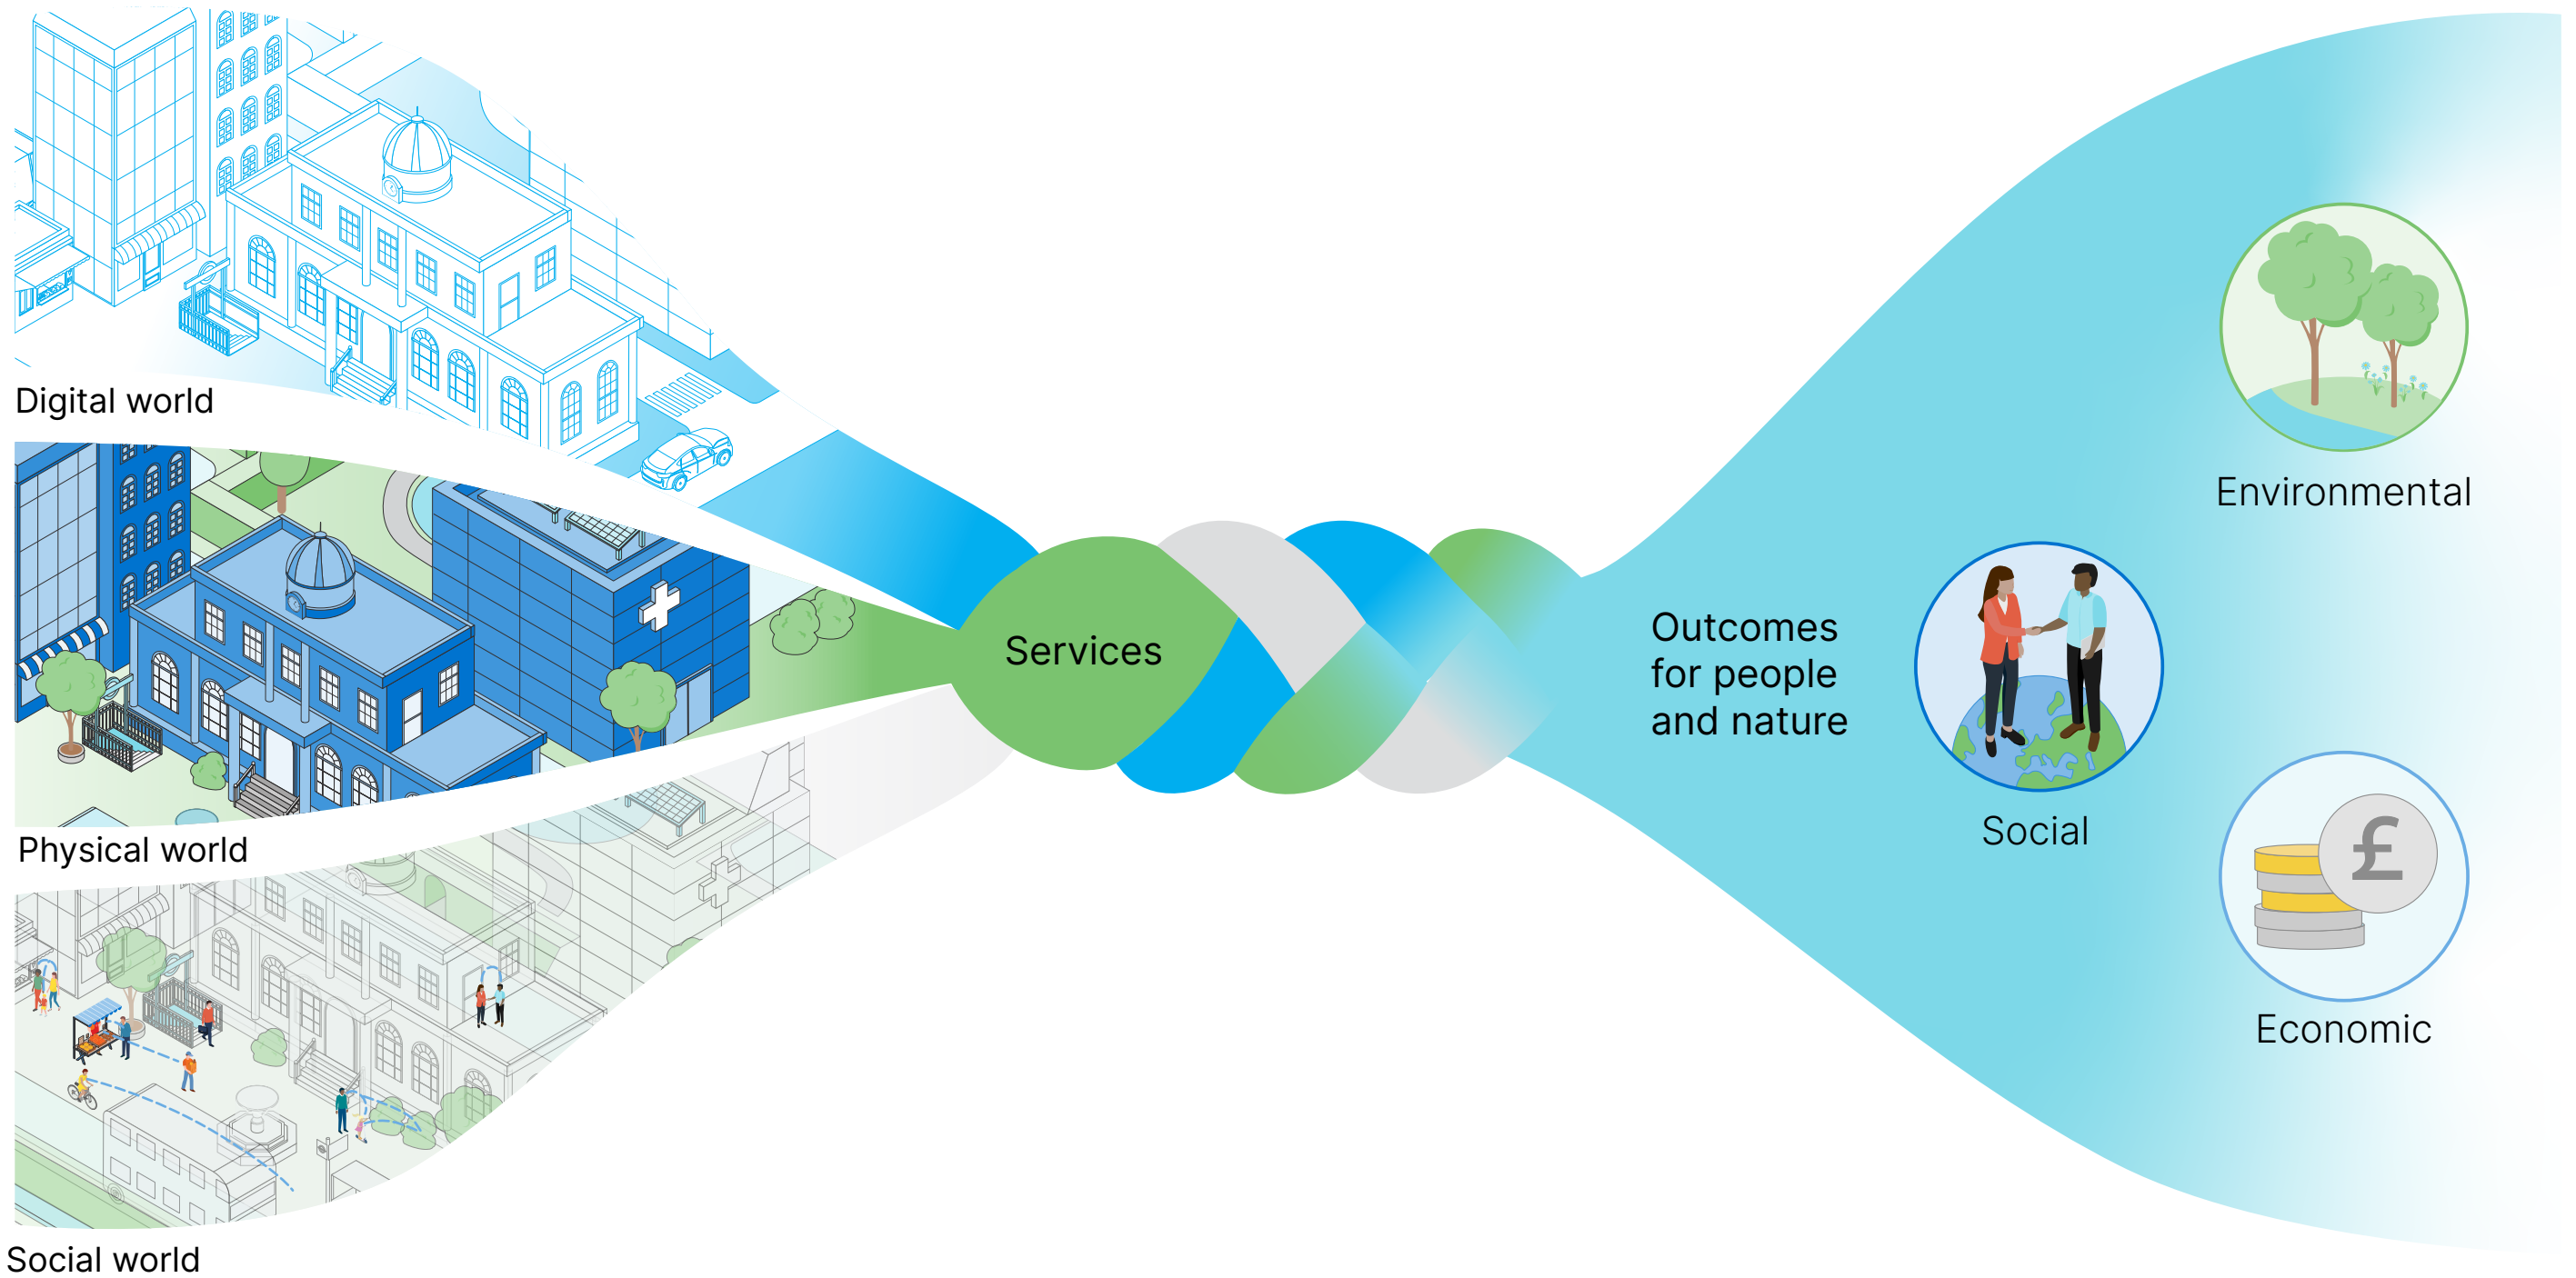 Digital world
Physical world
Social world
Services
Outcomes
for people
and nature
Environmental
Social
£
Economic